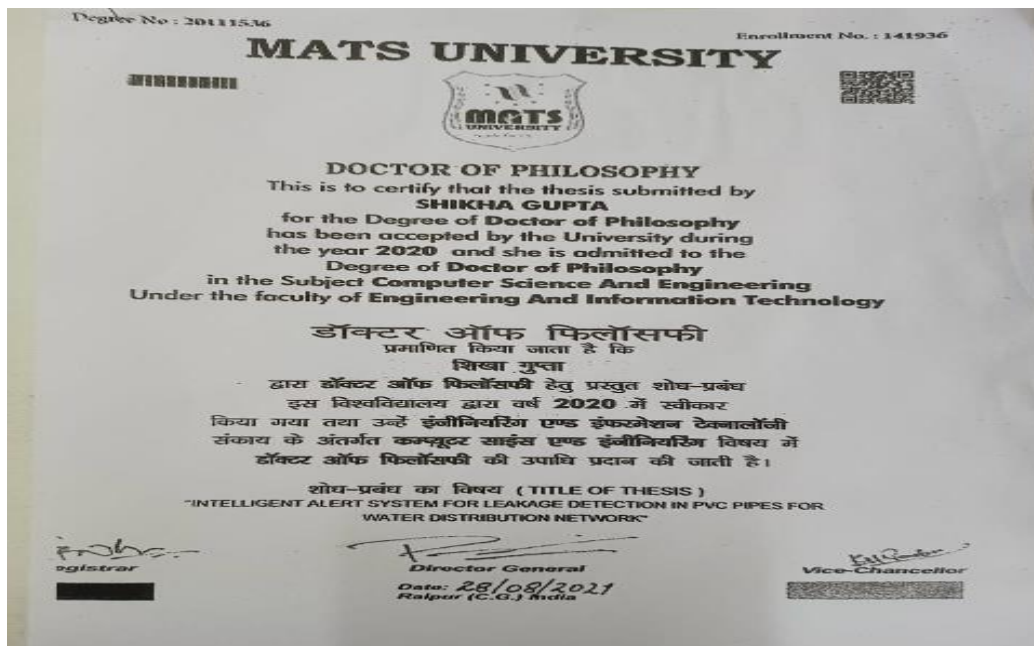 Degree No : 20111536
Enrollment No. : 141936
MATS UNIVERSITY
MATS
UNIVERSITY
DOCTOR OF PHILOSOPHY
This is to certify that the thesis submitted by
SHIKHA GUPTA
for the Degree of Doctor of Philosophy
has been accepted by the University during
the year 2020 and she is admitted to the
Degree of Doctor of Philosophy
in the Subject Computer Science And Engineering
Under the faculty of Engineering And Information Technology
डॉक्टर ऑफ फिलॉसफी
प्रमाणित किया जाता है कि
शिखा गुप्ता
द्वारा डॉक्टर ऑफ फिलॉसफी हेतु प्रस्तुत शोध-प्रबंध
इस विश्वविद्यालय द्वारा वर्ष 2020 में स्वीकार
किया गया तथा उन्हें इंजीनियरिंग एण्ड इंफरमेशन टेक्नालॉजी
संकाय के अंतर्गत कम्प्यूटर साइंस एण्ड इंजीनियरिंग विषय में
डॉक्टर ऑफ फिलॉसफी की उपाधि प्रदान की जाती है।
शोध-प्रबंध का विषय ( TITLE OF THESIS )
"INTELLIGENT ALERT SYSTEM FOR LEAKAGE DETECTION IN PVC PIPES FOR
WATER DISTRIBUTION NETWORK"
egistrar
Director General
Vice-Chancellor
Date: 28/08/2021
Raipur (C.G.) India